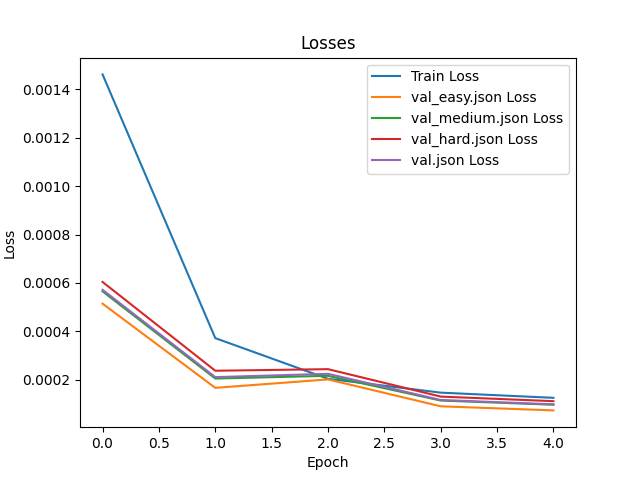 Losses
Train Loss
val_easy.json Loss
val_medium.json Loss
val_hard.json Loss
val.json Loss
0.0014
0.0012
0.0010
0.0008
0.0006
0.0004
0.0002
Loss
0.0 0.5 1.0 1.5 2.0 2.5 3.0 3.5 4.0
Epoch